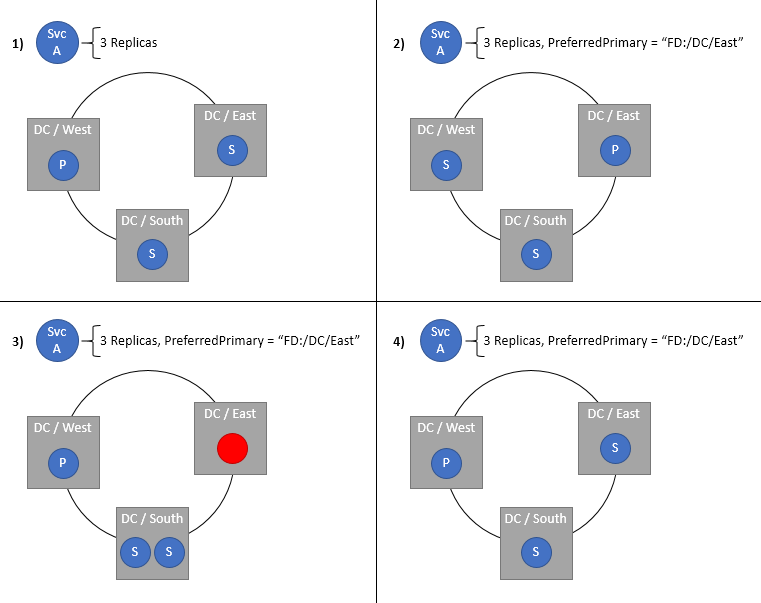 1)
Svc
A
3 Replicas
DC / West
P
DC / East
S
DC / South
S
2)
Svc
A
3 Replicas, PreferredPrimary = “FD:/DC/East”
DC / West
S
DC / East
P
DC / South
S
3)
Svc
A
3 Replicas, PreferredPrimary = “FD:/DC/East”
DC / West
P
DC / East
DC / South
S S
4)
Svc
A
3 Replicas, PreferredPrimary = “FD:/DC/East”
DC / West
P
DC / East
S
DC / South
S